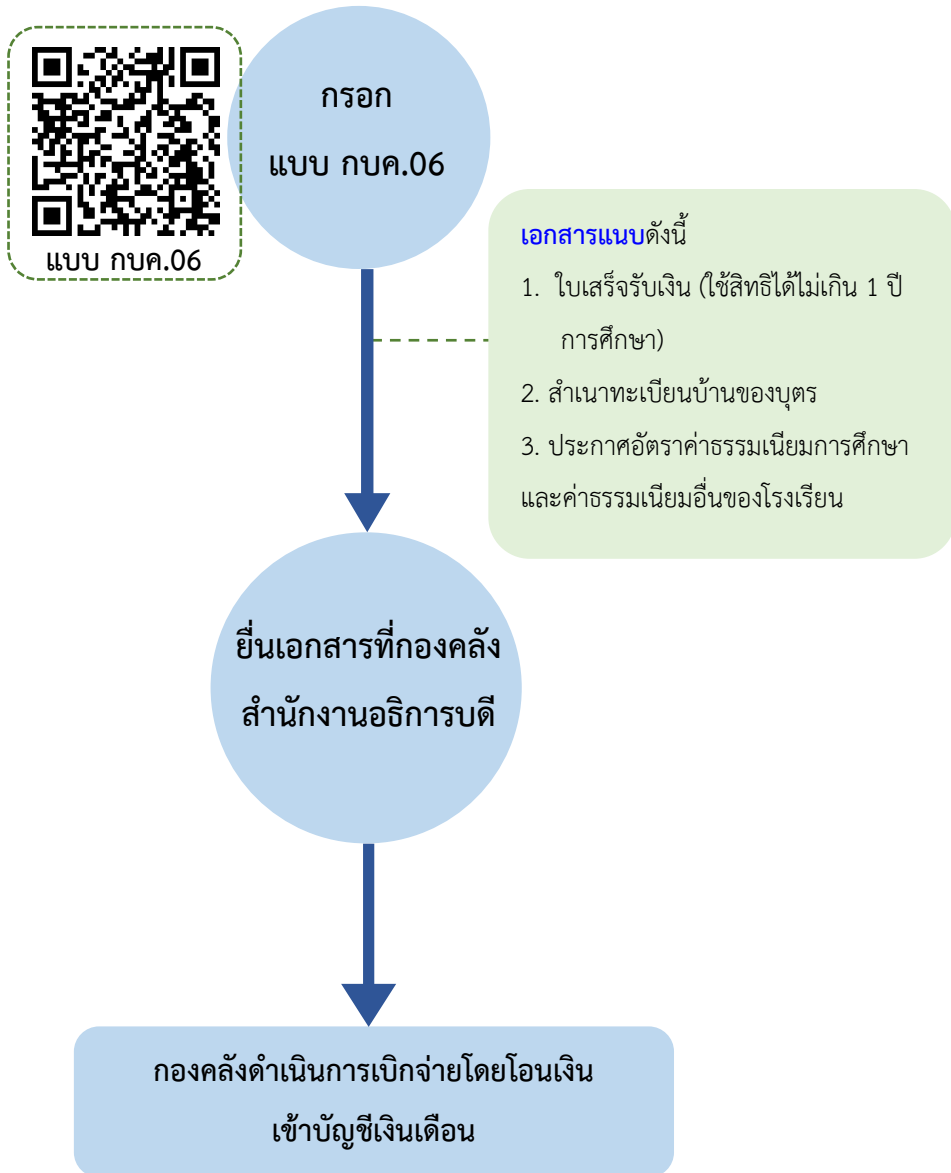 กรอก
แบบ กบค.06
แบบ กบค.06
เอกสารแนบดังนี้
1. ใบเสร็จรับเงิน (ใช้สิทธิได้ไม่เกิน 1 ปี
การศึกษา)
2. สำเนาทะเบียนบ้านของบุตร
3. ประกาศอัตราค่าธรรมเนียมการศึกษา
และค่าธรรมเนียมอื่นของโรงเรียน
ยื่นเอกสารที่กองคลัง
สำนักงานอธิการบดี
กองคลังดำเนินการเบิกจ่ายโดยโอนเงิน
เข้าบัญชีเงินเดือน